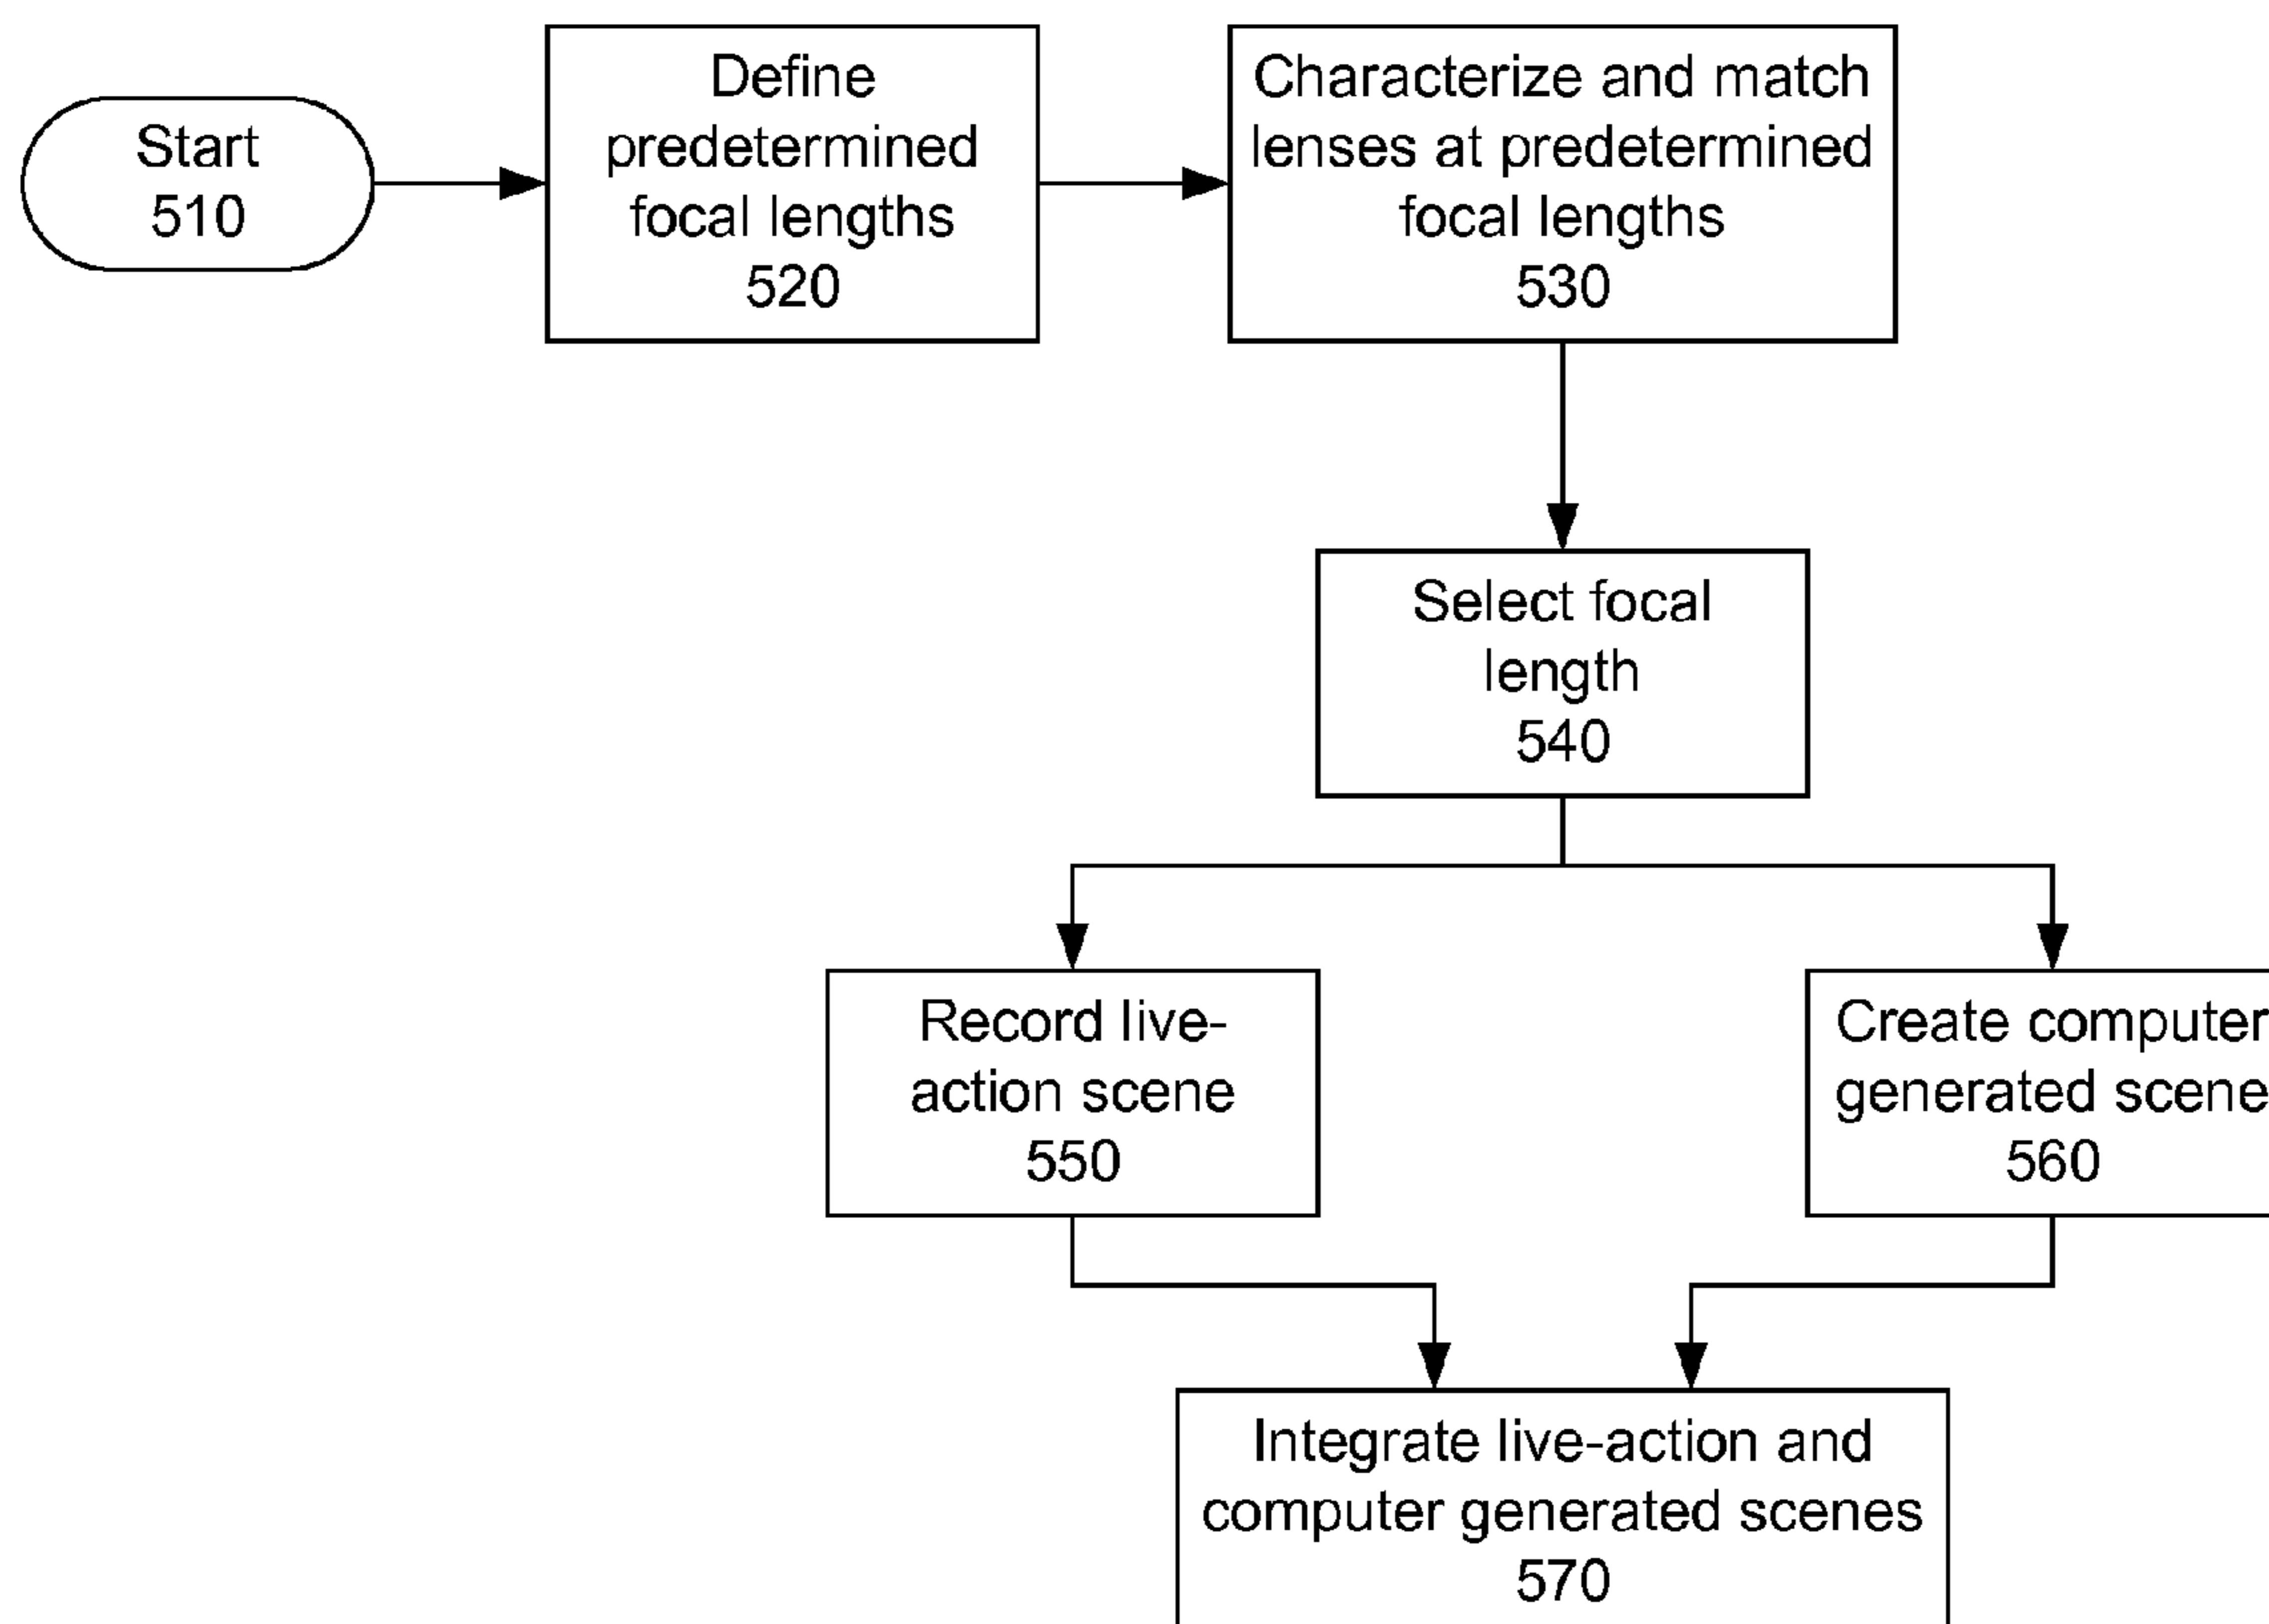 Start
510
Define
predetermined
focal lengths
520
Characterize and match
lenses at predetermined
focal lengths
530
Select focal
length
540
Record live-
action scene
550
Create computer
generated scene
560
Integrate live-action and
computer generated scenes
570